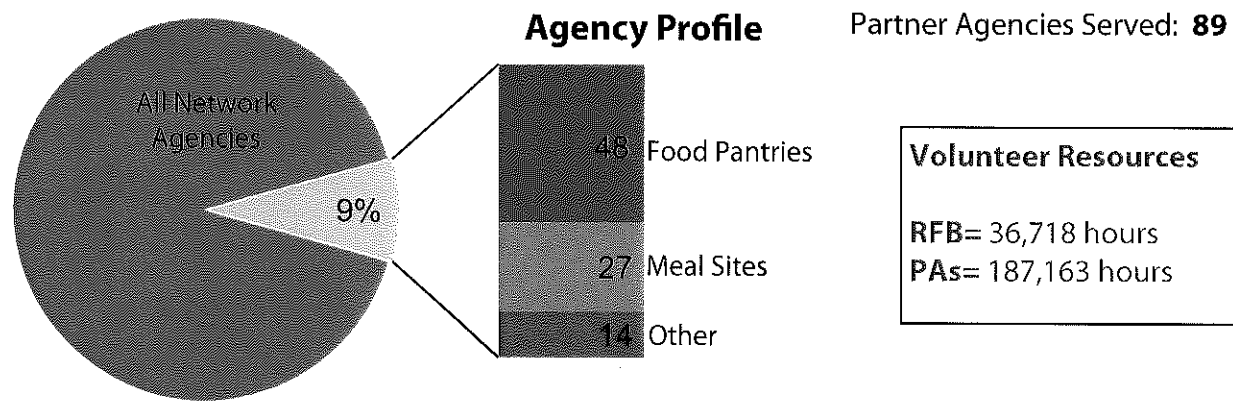 Agency Profile
Partner Agencies Served: 89
All Network
Agencies
9%
48 Food Pantries
27 Meal Sites
14 Other
Volunteer Resources
RFB= 36,718 hours
PAs= 187,163 hours